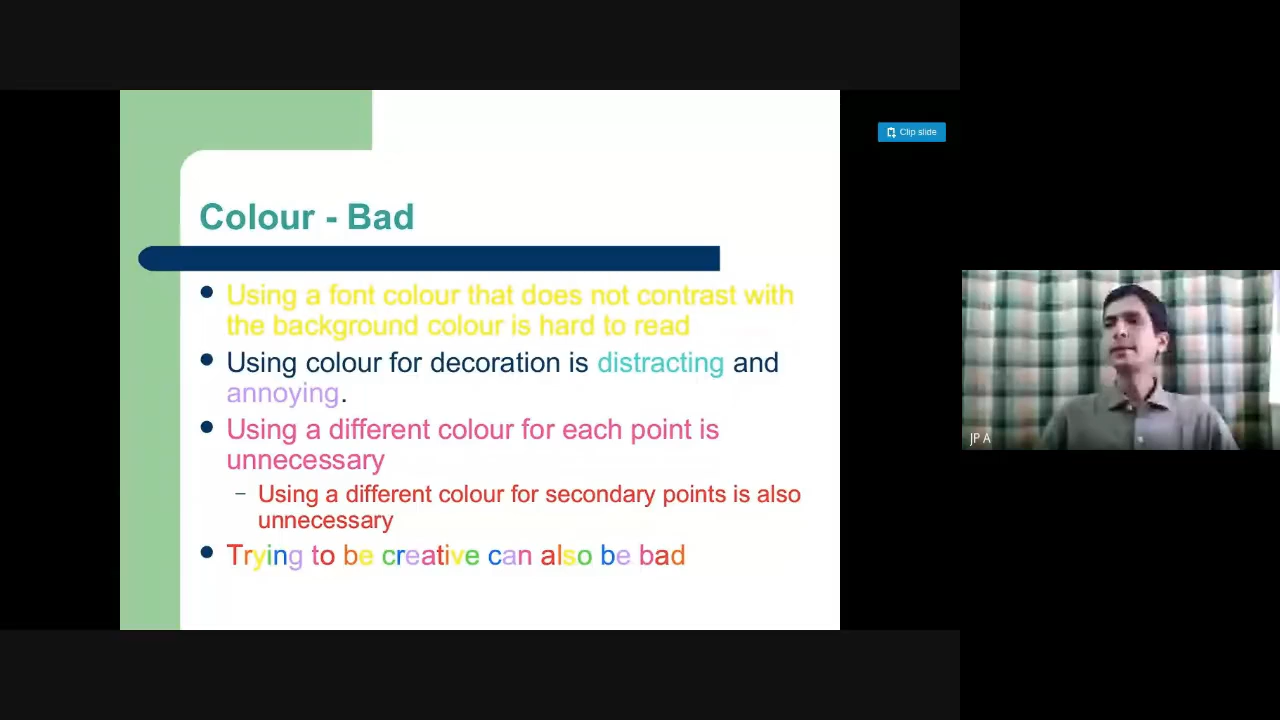 Clip slide
Colour - Bad
Using a font colour that does not contrast with
the background colour is hard to read
Using colour for decoration is distracting and
annoying.
Using a different colour for each point is
unnecessary
– Using a different colour for secondary points is also
unnecessary
Trying to be creative can also be bad
JP A